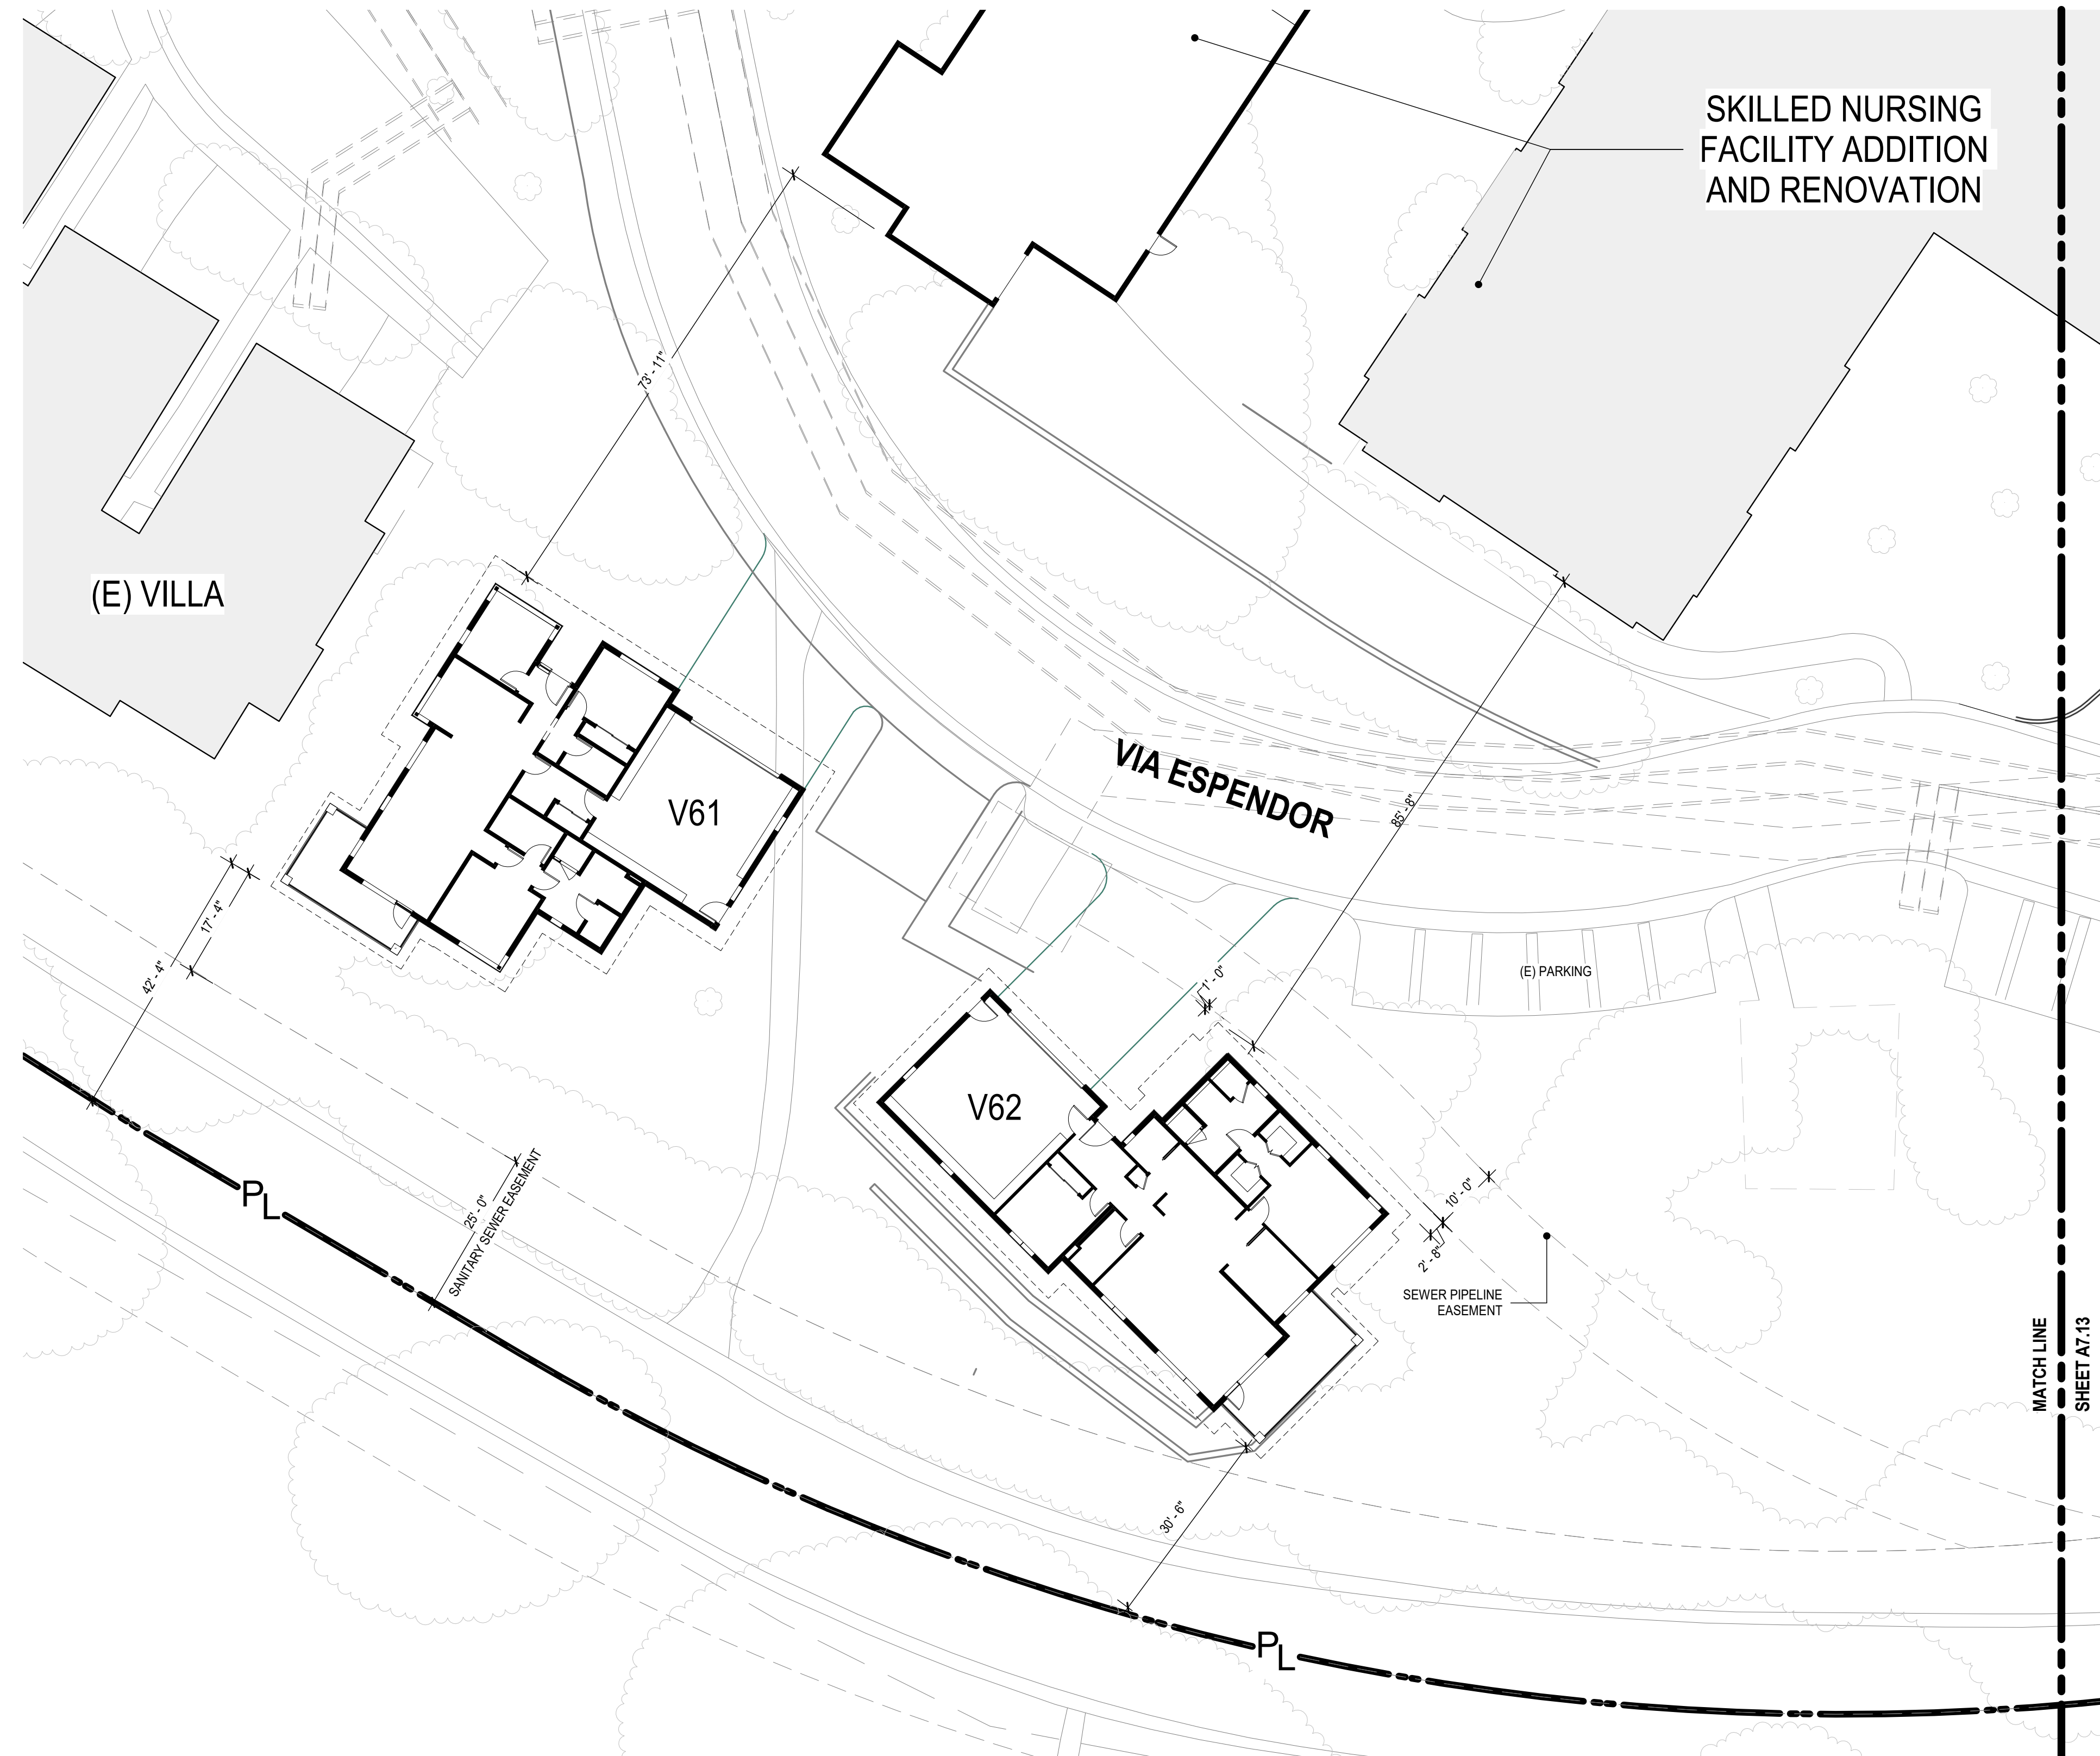 SKILLED NURSING
FACILITY ADDITION
AND RENOVATION
73' - 11"
(E) VILLA
V61
VIA ESPENDOR
85' - 8"
17' - 4"
42' - 4"
(E) PARKING
1' - 0"
V62
PL
25' - 0"
SANITARY SEWER EASEMENT
10' - 0"
2' - 8"
SEWER PIPELINE
EASEMENT
MATCH LINE
SHEET A7.13
30' - 6"
PL